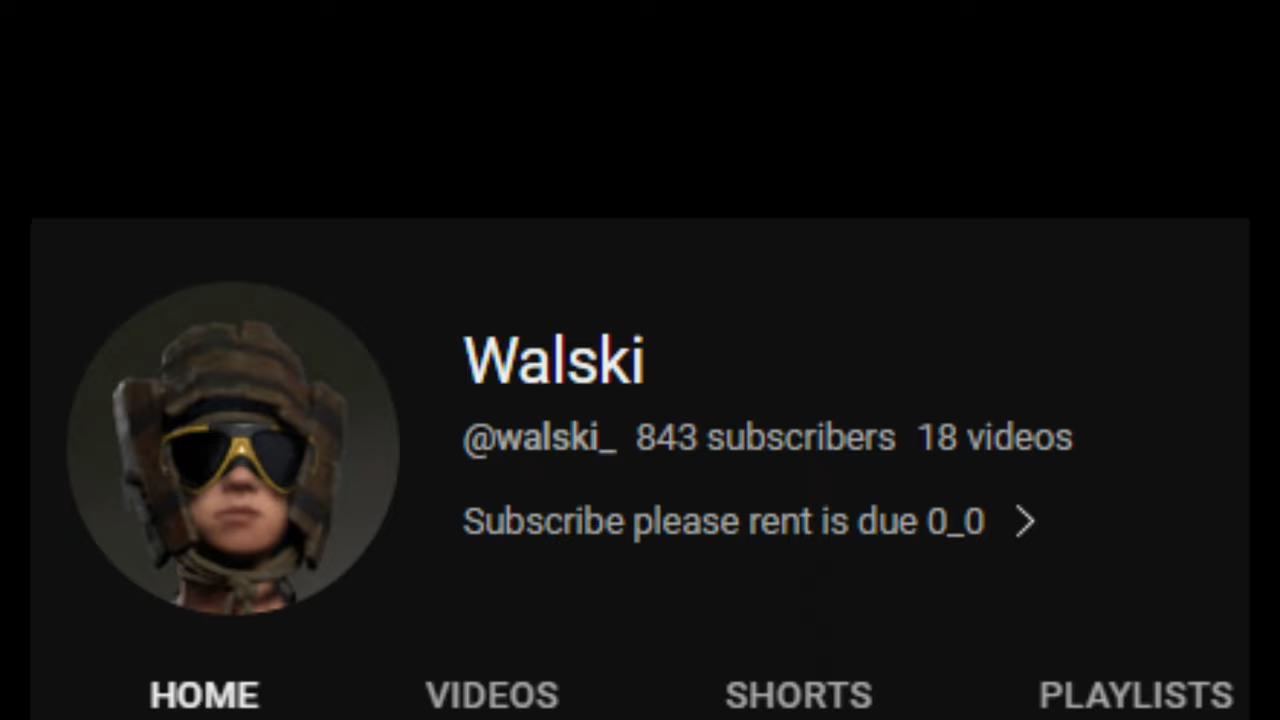 Walski
@walski_ 843 subscribers 18 videos
Subscribe please rent is due 0_0
HOME VIDEOS SHORTS PLAYLISTS